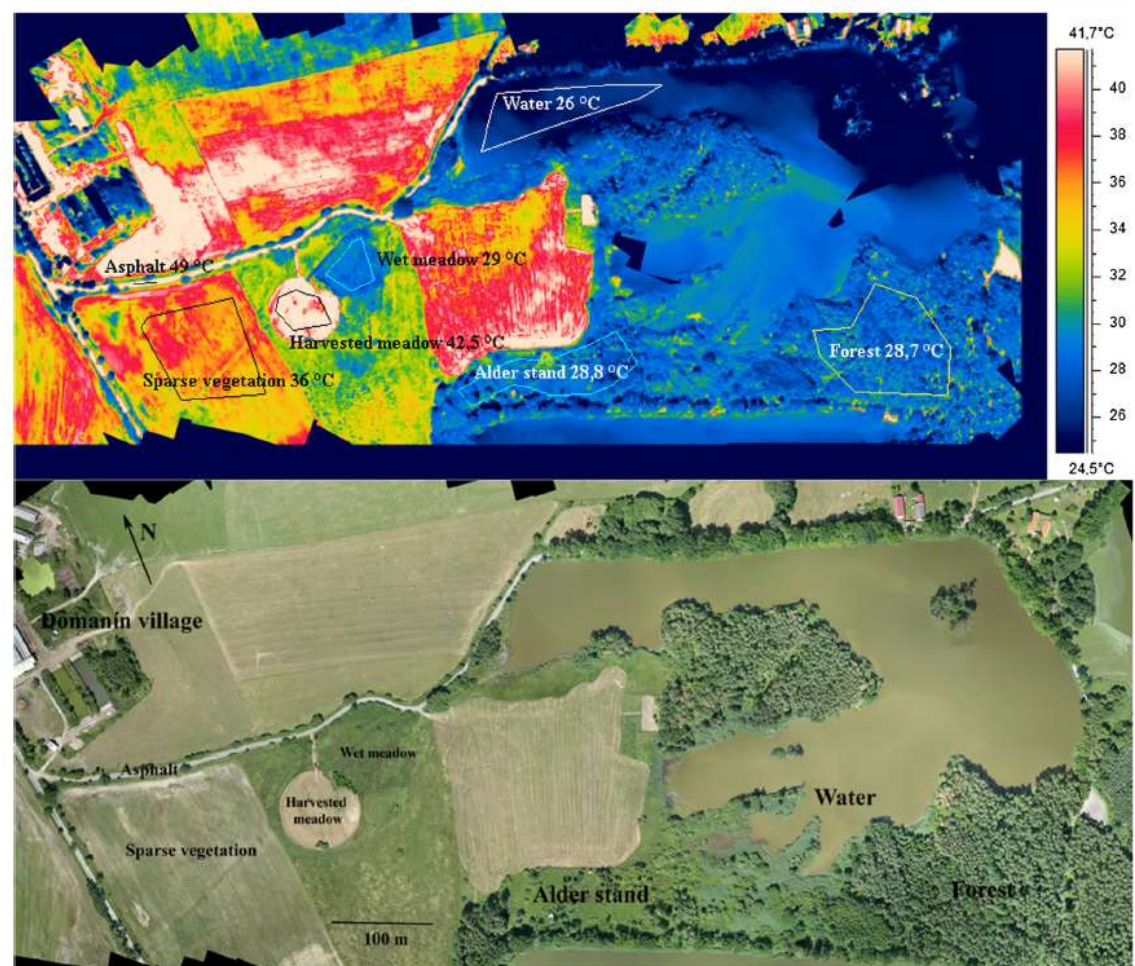 41,7°C
40
38
36
34
32
30
28
26
24,5°C
Water 26 °C
Asphalt 49 °C
Wet meadow 29 °C
Harvested meadow 42.5 °C
Sparse vegetation 36 °C
Alder stand 28,8 °C
Forest 28,7 °C
N
Domanín village
Asphalt
Wet meadow
Harvested
meadow
Sparse vegetation
Water
Alder stand
Forest
100 m